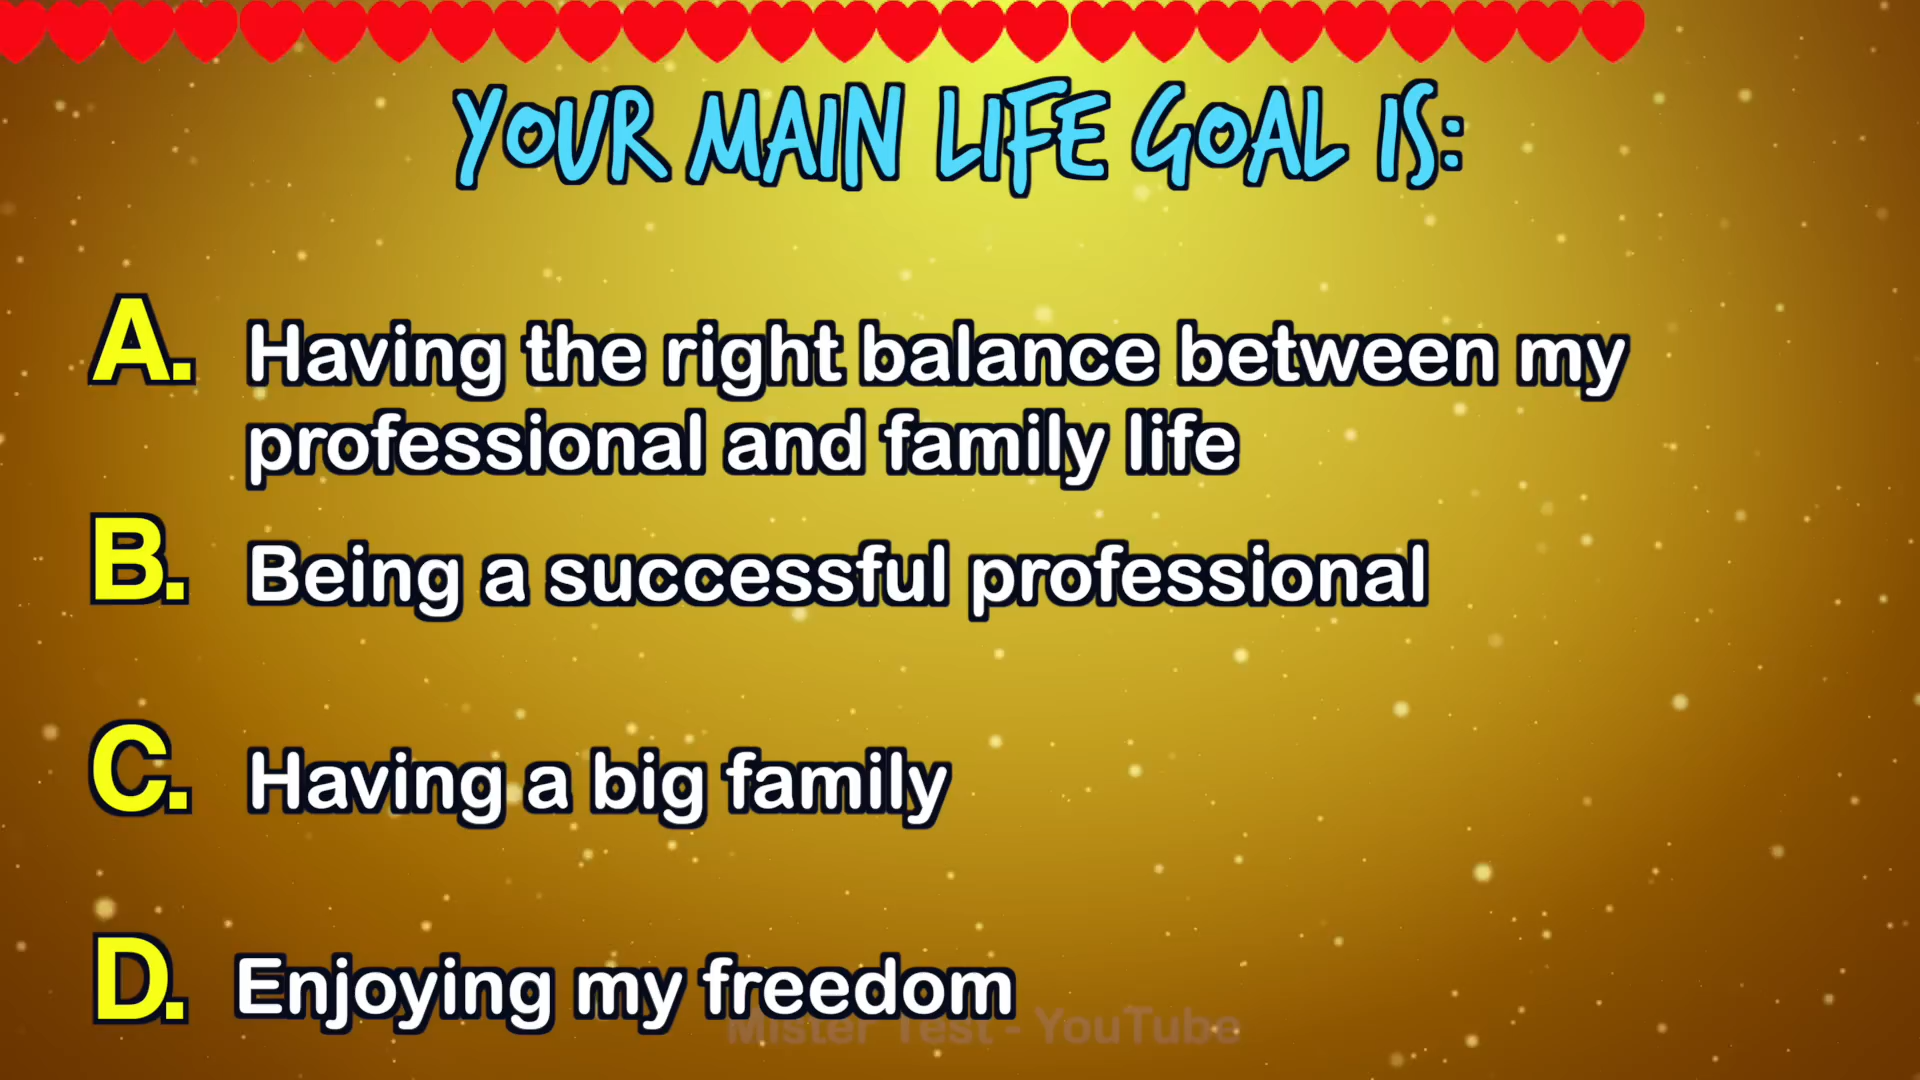 YOUR MAIN LIFE GOAL IS:
A. Having the right balance between my
professional and family life
B. Being a successful professional
C. Having a big family
D. Enjoying my freedom
Mister Test - YouTube